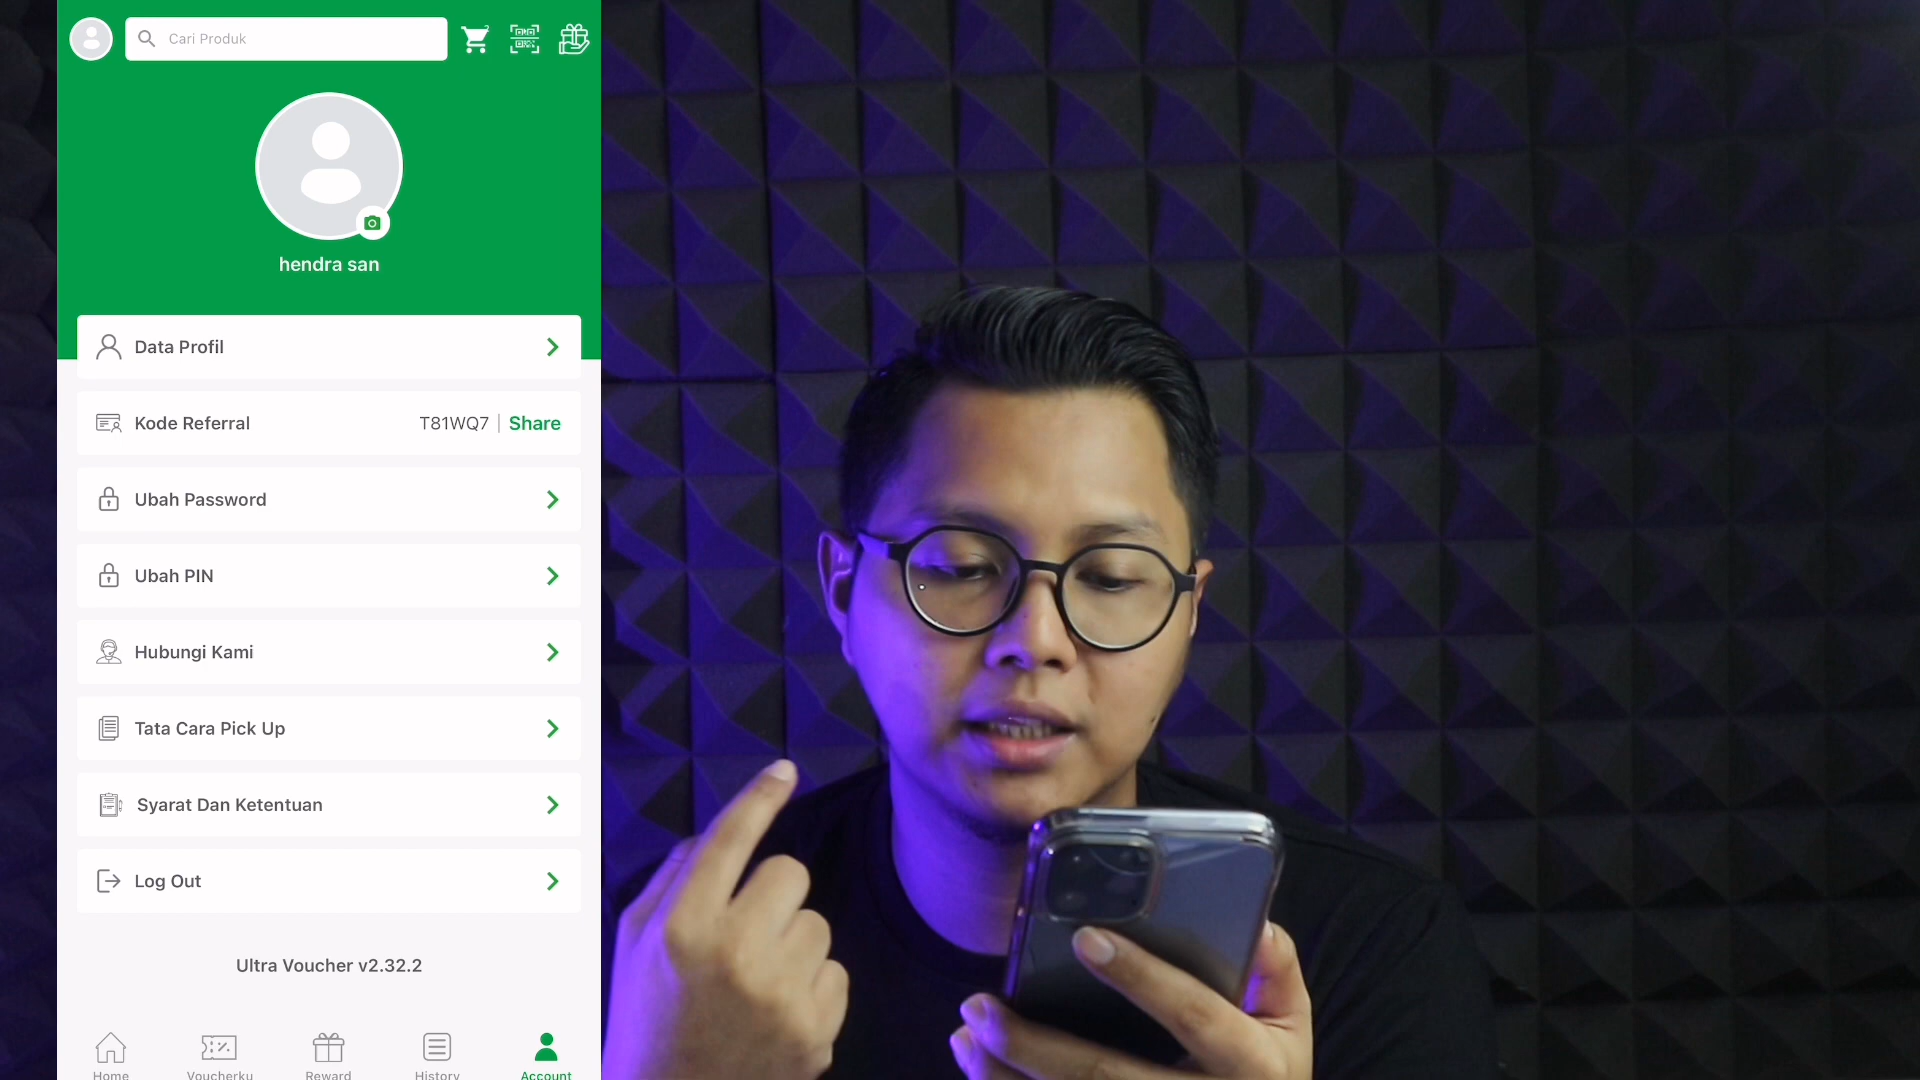 Cari Produk
hendra san
Data Profil
Kode Referral T81WQ7 | Share
Ubah Password
Ubah PIN
Hubungi Kami
Tata Cara Pick Up
Syarat Dan Ketentuan
Log Out
Ultra Voucher v2.32.2
Home Voucherku Reward History Account